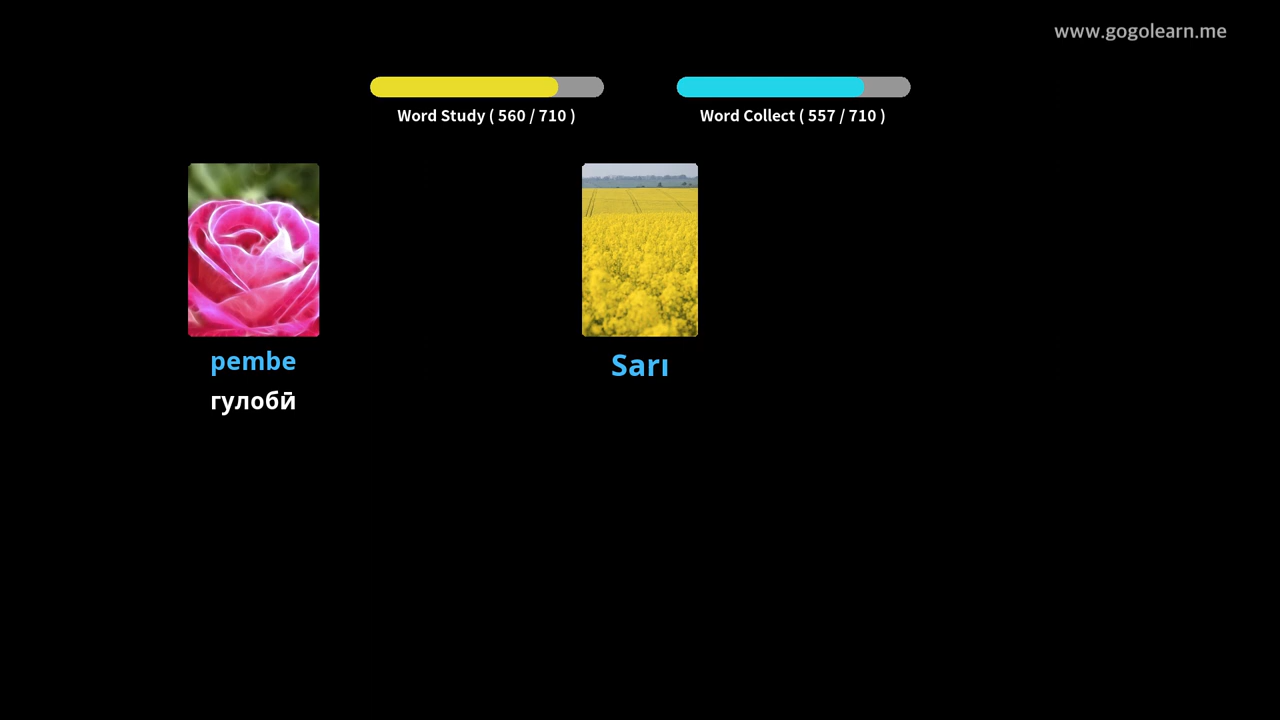 www.gogolearn.me
Word Study ( 560 / 710 )
Word Collect ( 557 / 710 )
pembe
гулобӣ
Sarı